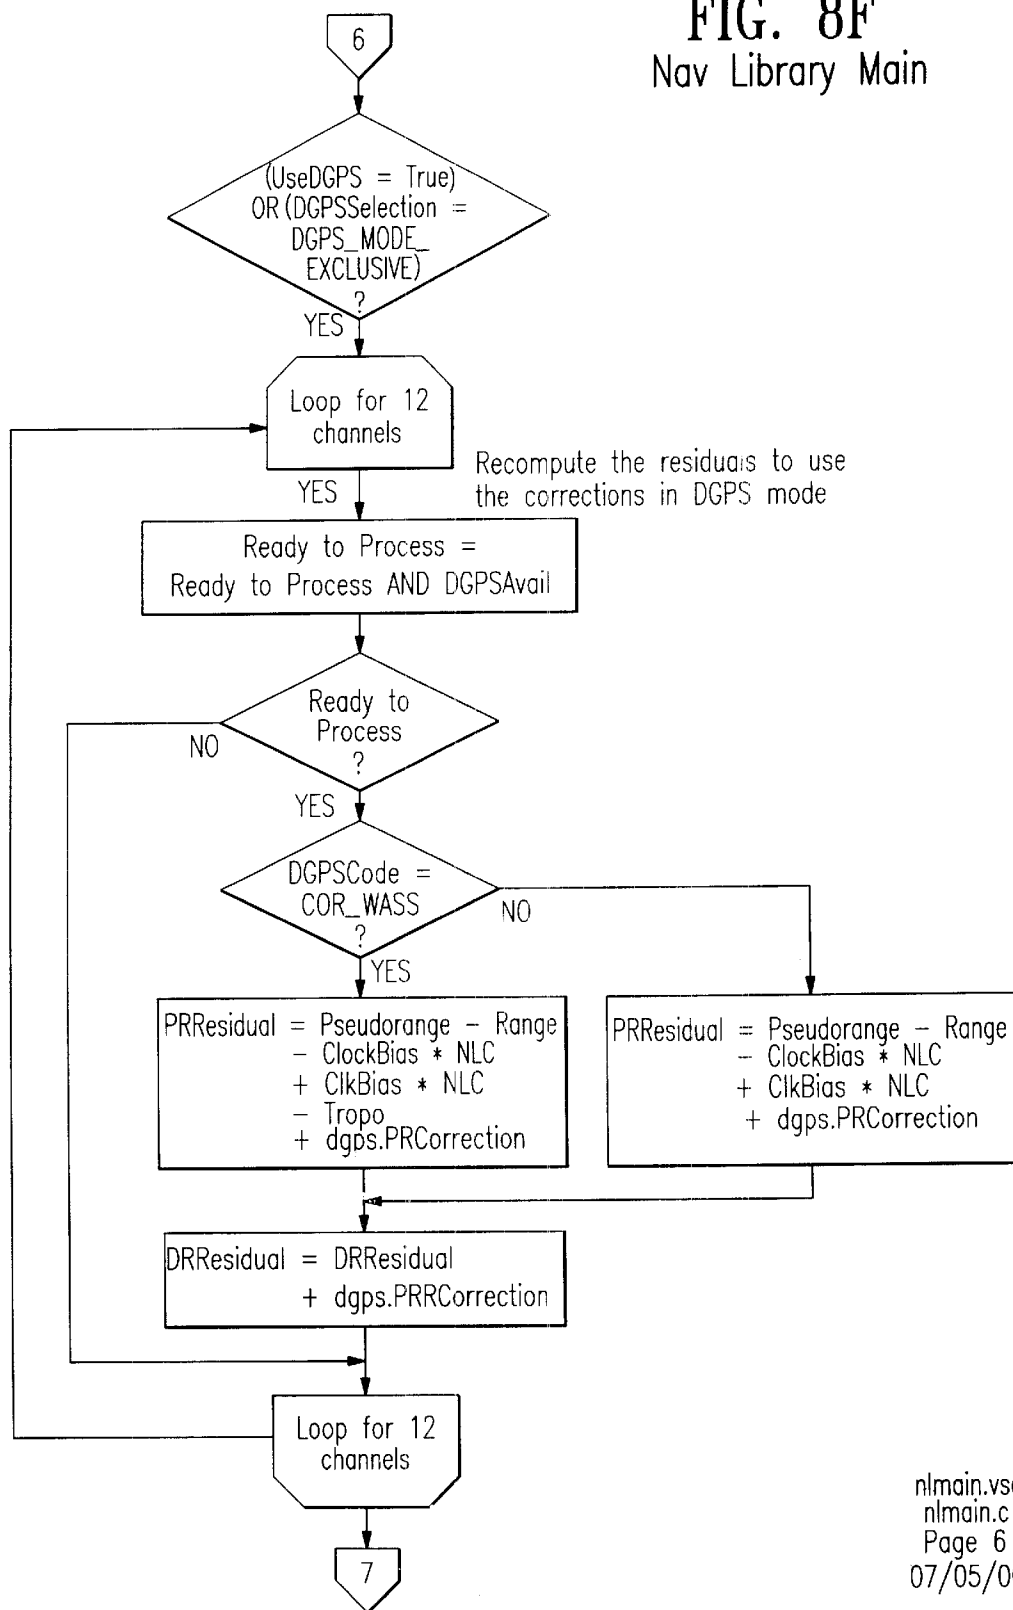 FIG. 8F
Nav Library Main
6
(UseDGPS = True)
OR (DGPSSelection =
DGPS_MODE_
EXCLUSIVE)
?
YES
Loop for 12
channels
Recompute the residuals to use
the corrections in DGPS mode
YES
Ready to Process =
Ready to Process AND DGPSAvail
Ready to
Process
?
NO
YES
DGPSCode =
COR_WASS
?
NO
YES
PRResidual = Pseudorange - Range
- ClockBias * NLC
+ ClkBias * NLC
- Tropo
+ dgps.PRCorrection
PRResidual = Pseudorange - Range
- ClockBias * NLC
+ ClkBias * NLC
+ dgps.PRCorrection
DRResidual = DRResidual
+ dgps.PRRCorrection
Loop for 12
channels
7
nlmain.c
Page 6